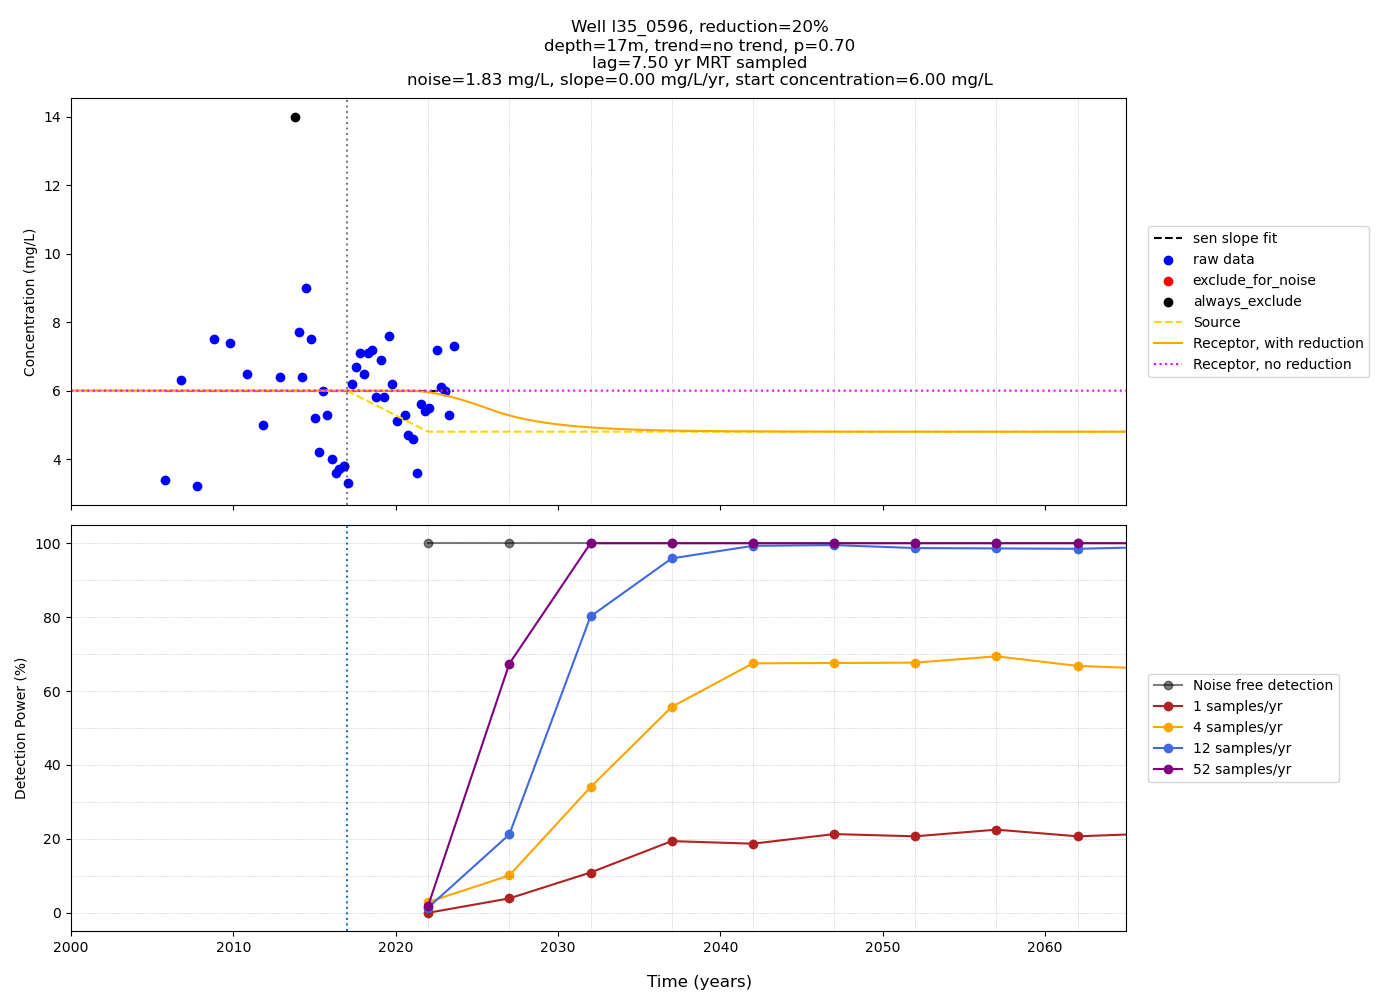 Well l35_0596, reduction=20%
depth=17m, trend=no trend, p=0.70
lag=7.50 yr MRT sampled
noise=1.83 mg/L, slope=0.00 mg/L/yr, start concentration=6.00 mg/L
14
12
10
8
6
4
Concentration (mg/L)
sen slope fit
raw data
exclude_for_noise
always_exclude
Source
Receptor, with reduction
Receptor, no reduction
100
80
60
40
20
0
Detection Power (%)
Noise free detection
1 samples/yr
4 samples/yr
12 samples/yr
52 samples/yr
2000
2010
2020
2030
2040
2050
2060
Time (years)